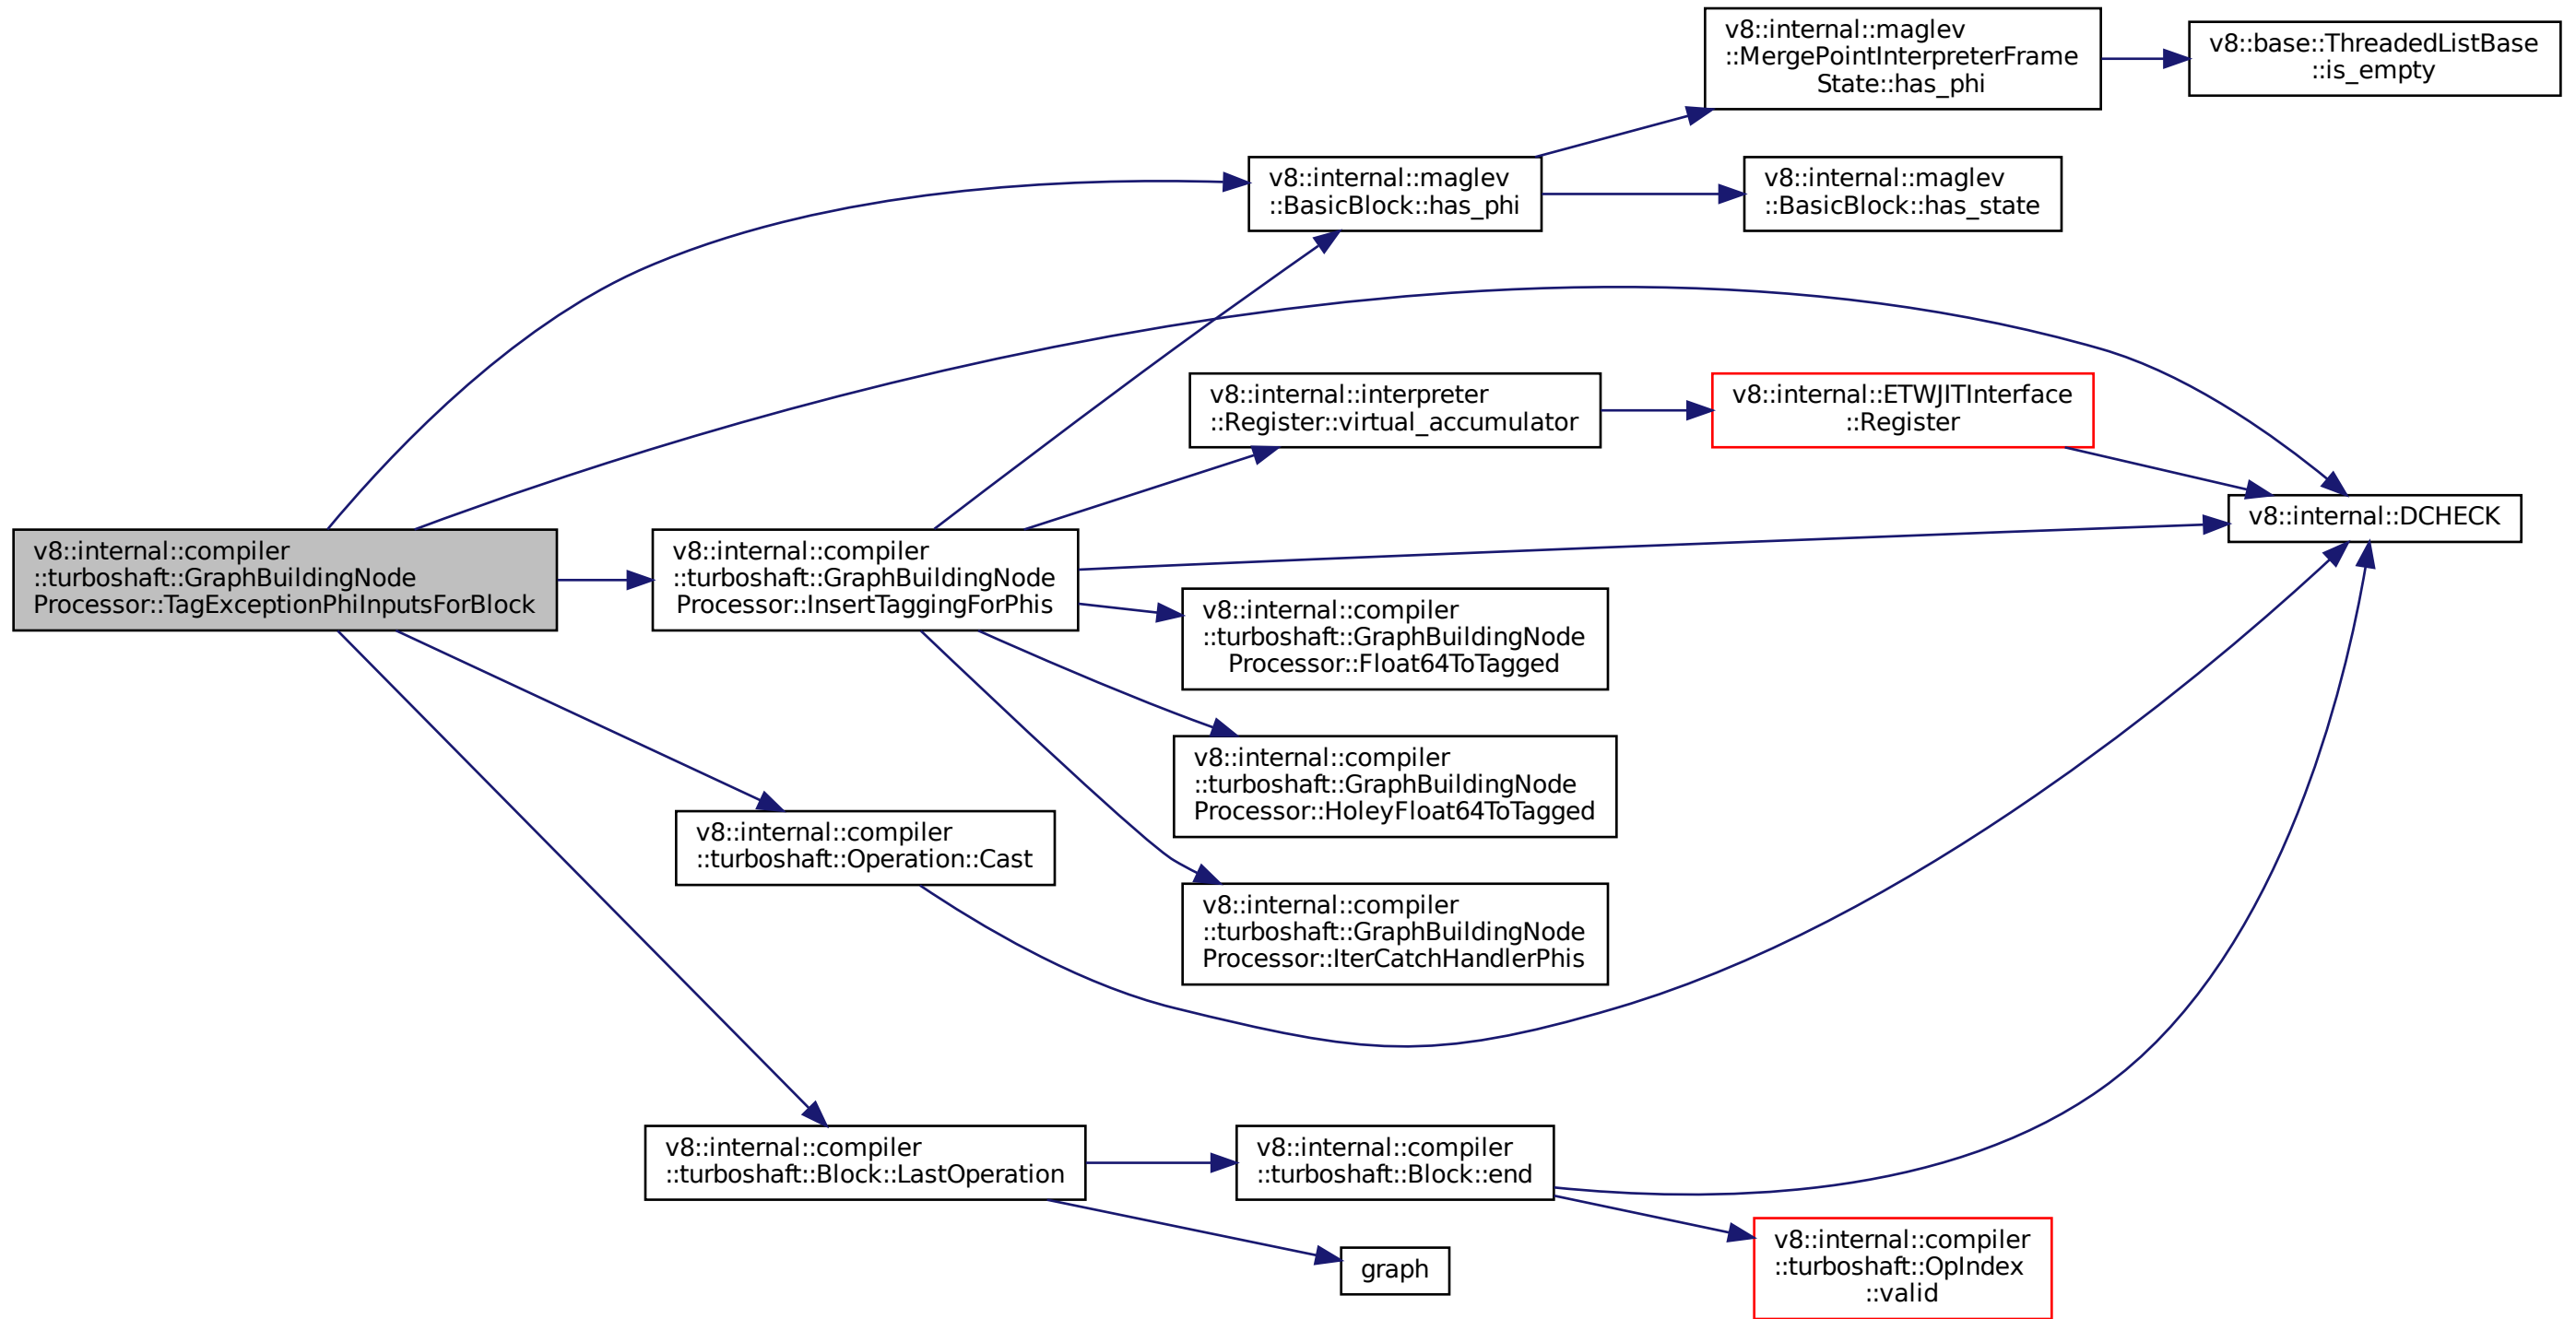 v8::internal::maglev
::MergePointInterpreterFrame
State::has_phi
v8::base::ThreadedListBase
::is_empty
v8::internal::maglev
::BasicBlock::has_phi
v8::internal::maglev
::BasicBlock::has_state
v8::internal::interpreter
::Register::virtual_accumulator
v8::internal::ETWJITInterface
::Register
v8::internal::DCHECK
v8::internal::compiler
::turboshaft::GraphBuildingNode
Processor::TagExceptionPhiInputsForBlock
v8::internal::compiler
::turboshaft::GraphBuildingNode
Processor::InsertTaggingForPhis
v8::internal::compiler
::turboshaft::GraphBuildingNode
Processor::Float64ToTagged
v8::internal::compiler
::turboshaft::GraphBuildingNode
Processor::HoleyFloat64ToTagged
v8::internal::compiler
::turboshaft::Operation::Cast
v8::internal::compiler
::turboshaft::GraphBuildingNode
Processor::IterCatchHandlerPhis
v8::internal::compiler
::turboshaft::Block::LastOperation
v8::internal::compiler
::turboshaft::Block::end
v8::internal::compiler
::turboshaft::OpIndex
::valid
graph